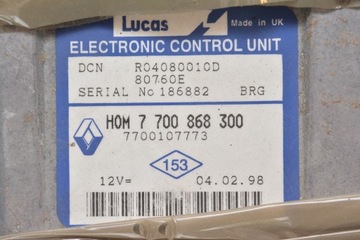 Lucas
Made in UK
ELECTRONIC CONTROL UNIT
DCN R04080010D
80760E
SERIAL No 186882 BRG
HOM 7 700 868 300
7700107773
153
12V= 04.02.98